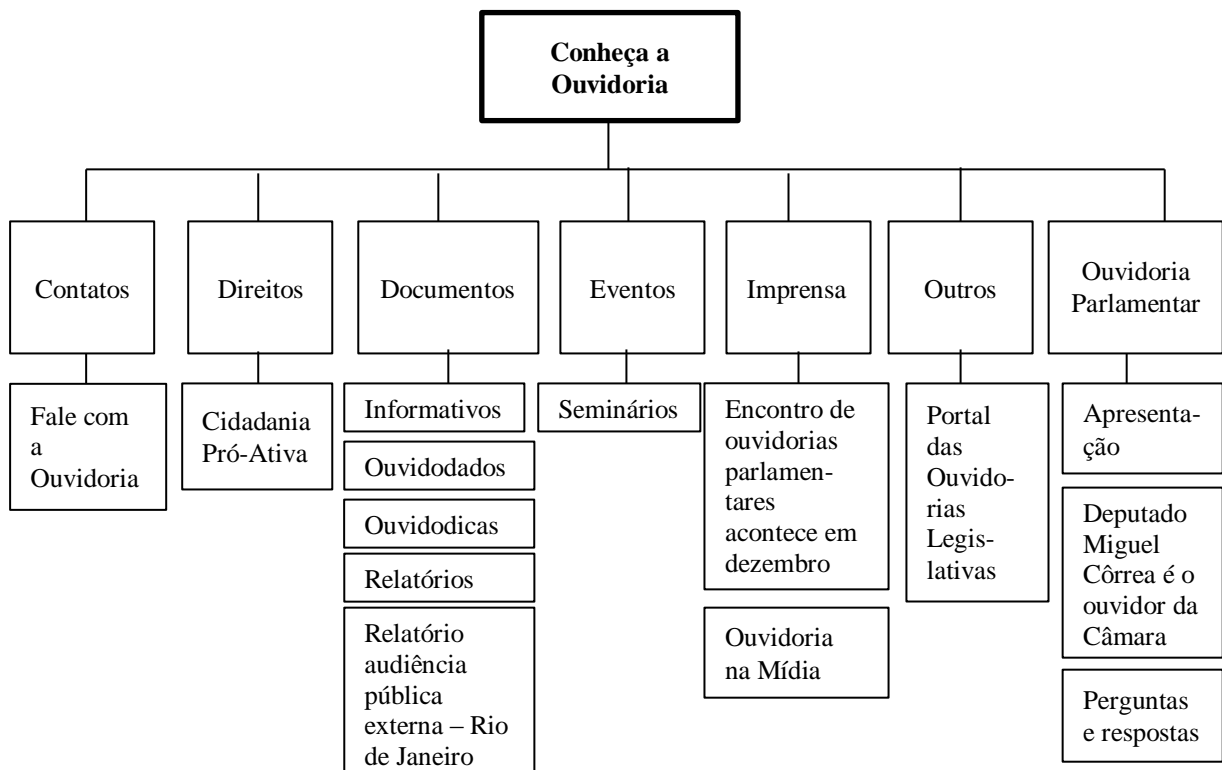 Conheça a
Ouvidoria
Contatos
Direitos
Documentos
Eventos
Imprensa
Outros
Ouvidoria
Parlamentar
Fale com
a
Ouvidoria
Cidadania
Pró-Ativa
Informativos
Ouvidodados
Ouvidodicas
Relatórios
Relatório
audiência
pública
externa – Rio
de Janeiro
Seminários
Encontro de
ouvidorias
parlamen-
tares
acontece em
dezembro
Ouvidoria
na Mídia
Portal
das
Ouvido-
rias
Legis-
lativas
Apresenta-
ção
Deputado
Miguel
Côrrea é o
ouvidor da
Câmara
Perguntas
e respostas